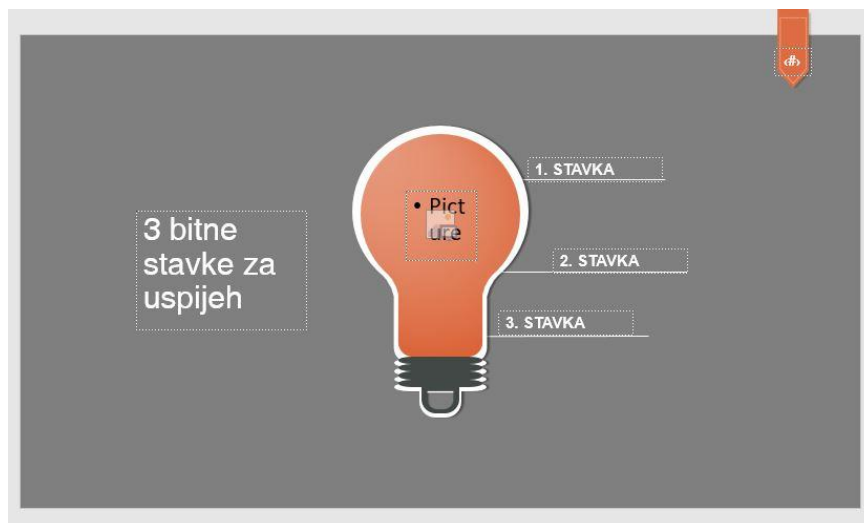 ‹#›
3 bitne
stavke za
uspijeh
• Pict
ure
1. STAVKA
2. STAVKA
3. STAVKA